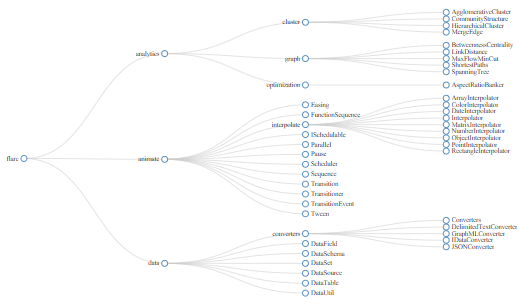 flare
analytics
cluster
AgglomerativeCluster
CommunityStructure
HierarchicalCluster
MergeEdge
graph
BetweennessCentrality
LinkDistance
MaxFlowMinCut
ShortestPaths
SpanningTree
optimization
AspectRatioBanker
animate
Easing
FunctionSequence
interpolate
ArrayInterpolator
ColorInterpolator
DateInterpolator
Interpolator
MatrixInterpolator
NumberInterpolator
ObjectInterpolator
PointInterpolator
RectangleInterpolator
ISchedulable
Parallel
Pause
Scheduler
Sequence
Transition
Transitioner
TransitionEvent
Tween
data
converters
Converters
DelimitedTextConverter
GraphMLConverter
IDataConverter
JSONConverter
DataField
DataSchema
DataSet
DataSource
DataTable
DataUtil